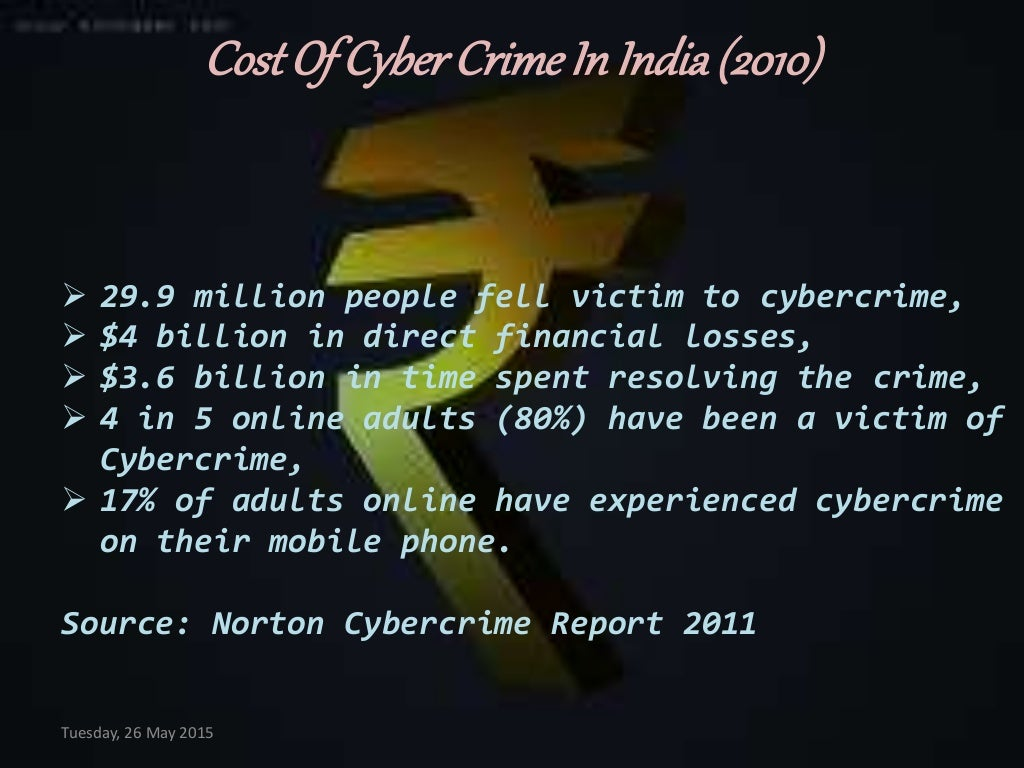 Cost Of Cyber Crime In India (2010)
➢ 29.9 million people fell victim to cybercrime,
➢ $4 billion in direct financial losses,
➢ $3.6 billion in time spent resolving the crime,
➢ 4 in 5 online adults (80%) have been a victim of
Cybercrime,
➢ 17% of adults online have experienced cybercrime
on their mobile phone.
Source: Norton Cybercrime Report 2011
Tuesday, 26 May 2015